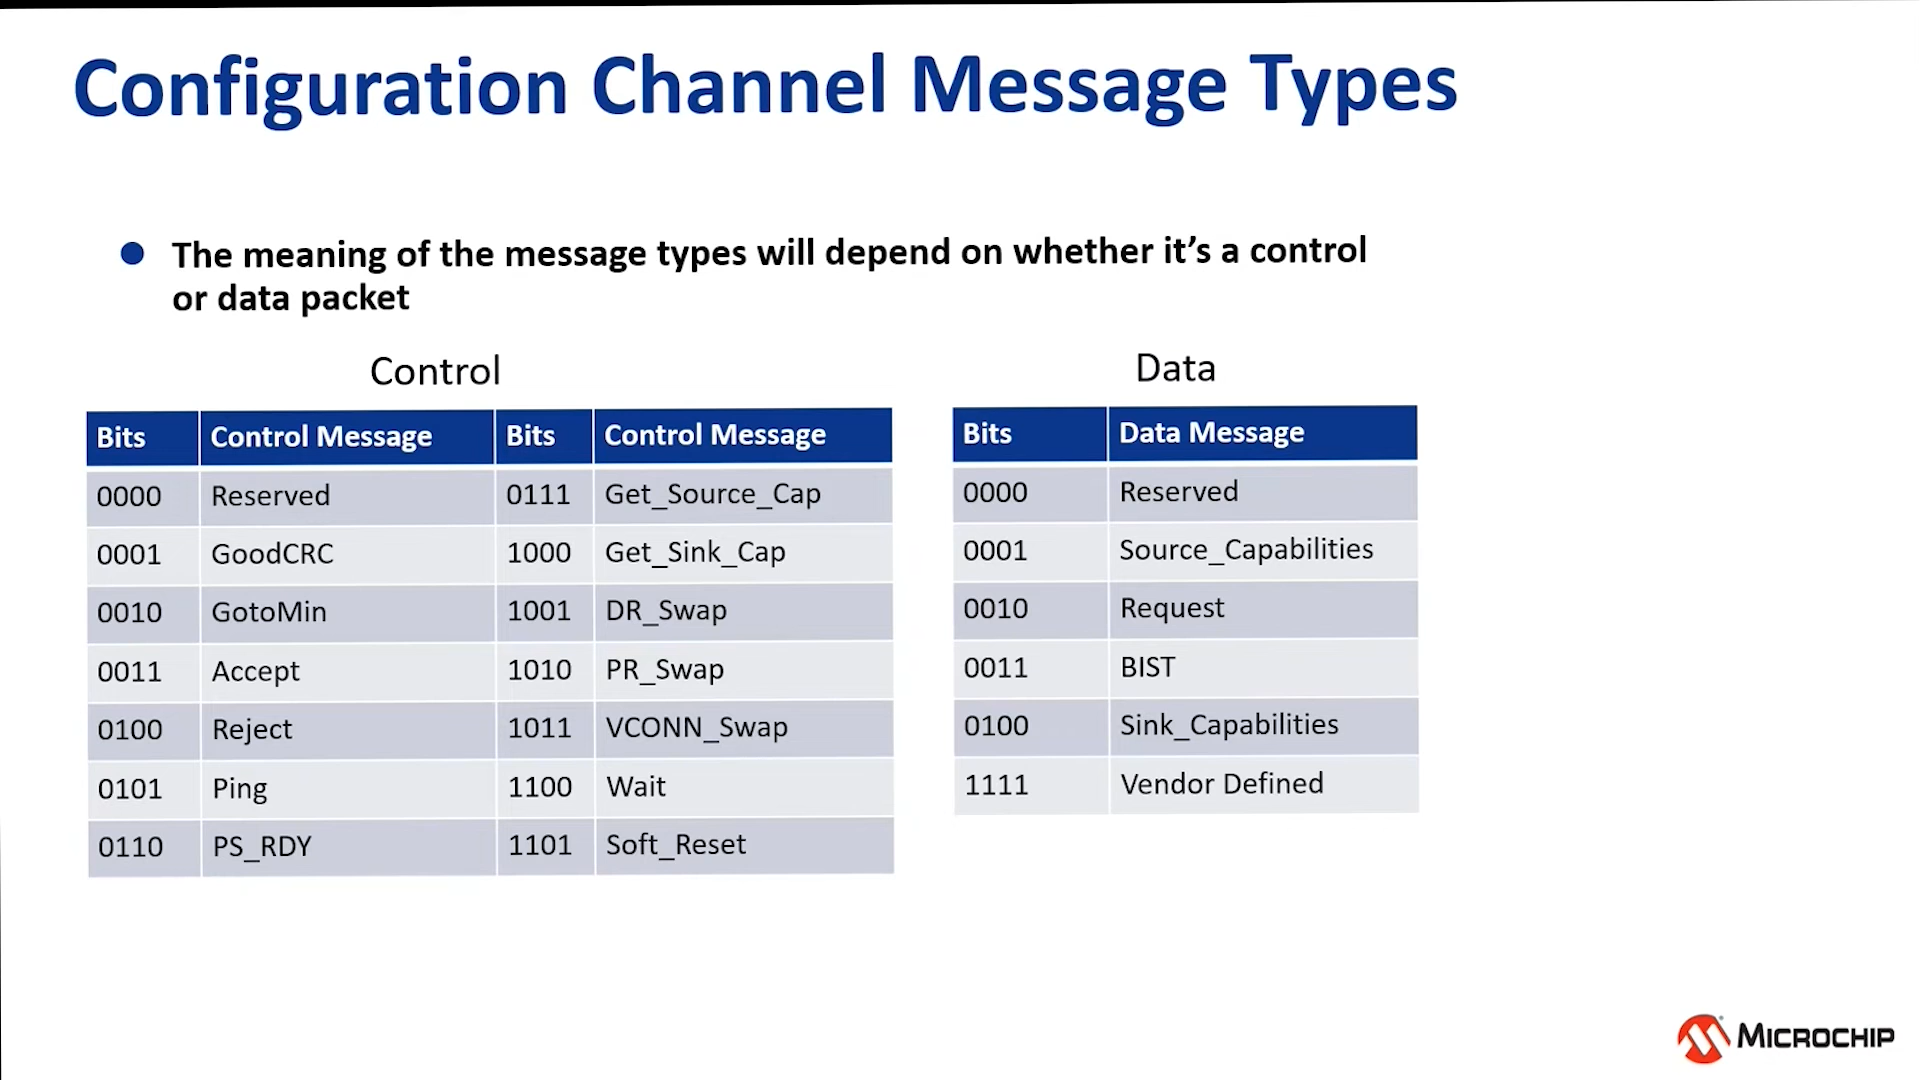 Configuration Channel Message Types
The meaning of the message types will depend on whether it’s a control
or data packet
Control
Bits Control Message Bits Control Message
0000 Reserved 0111 Get_Source_Cap
0001 GoodCRC 1000 Get_Sink_Cap
0010 GotoMin 1001 DR_Swap
0011 Accept 1010 PR_Swap
0100 Reject 1011 VCONN_Swap
0101 Ping 1100 Wait
0110 PS_RDY 1101 Soft_Reset
Data
Bits Data Message
0000 Reserved
0001 Source_Capabilities
0010 Request
0011 BIST
0100 Sink_Capabilities
1111 Vendor Defined
MICROCHIP